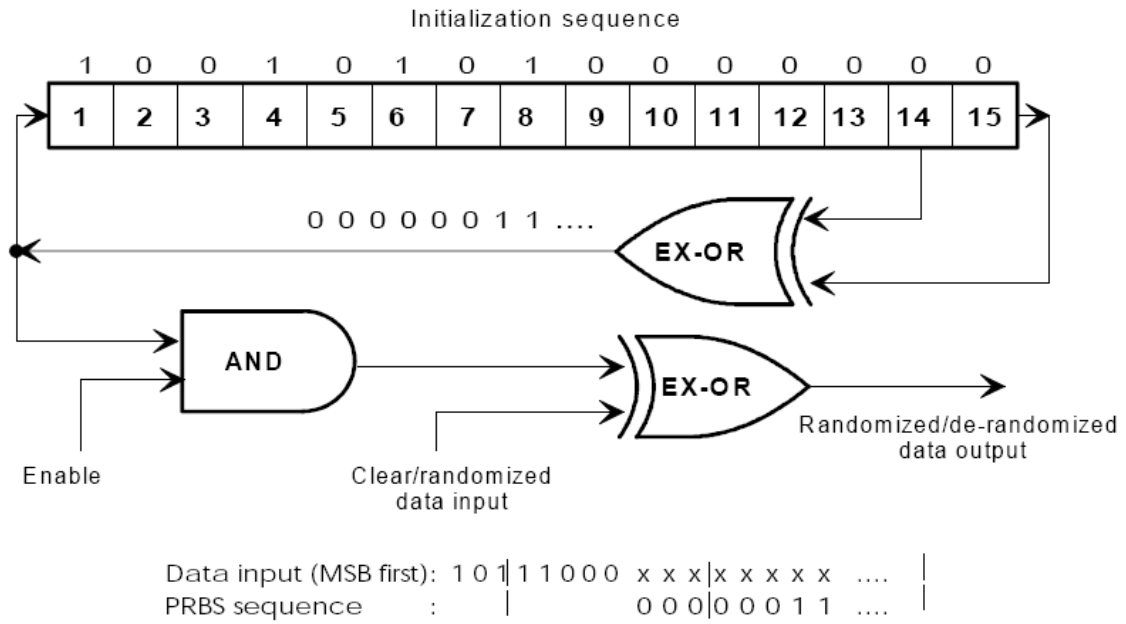 Initialization sequence
1 0 0 1 0 1 0 1 0 0 0 0 0 0 0
1 2 3 4 5 6 7 8 9 10 11 12 13 14 15
0 0 0 0 0 0 1 1 ....
EX-OR
AND
EX-OR
Enable
Clear/randomized
data input
Randomized/de-randomized
data output
Data input (MSB first): 1 0 1 1 1 0 0 0 x x x x x x x x ....
PRBS sequence : 0 0 0 0 0 0 1 1 ....